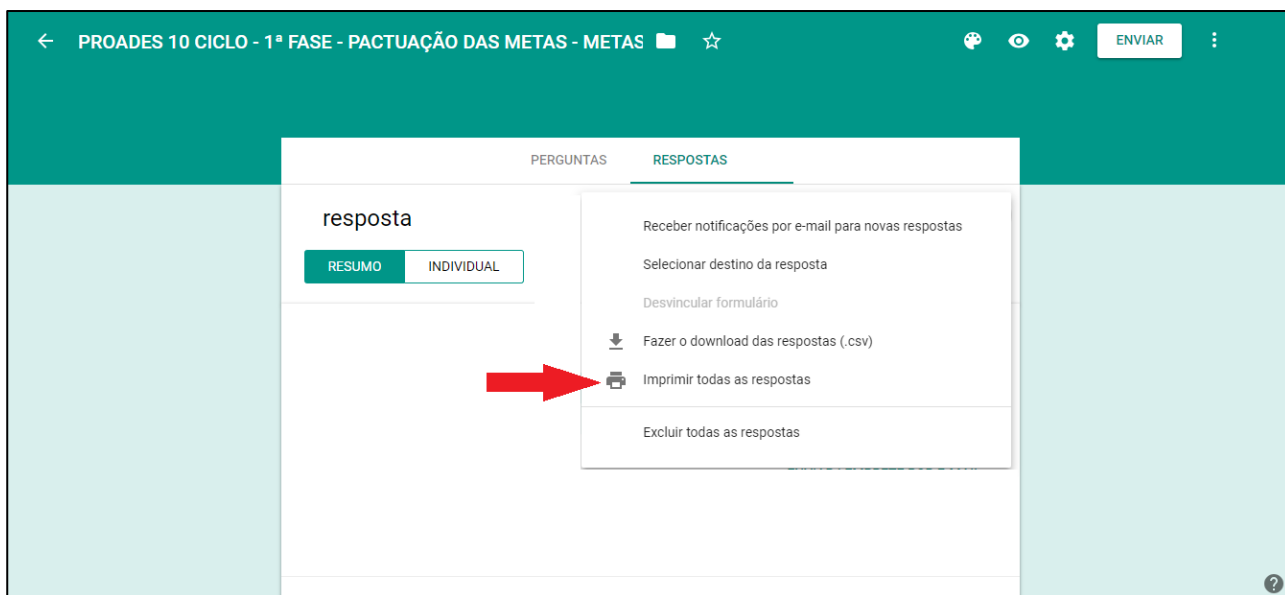 PROADES 10 CICLO - 1ª FASE - PACTUAÇÃO DAS METAS - METAS
ENVIAR
PERGUNTAS RESPOSTAS
resposta
RESUMO INDIVIDUAL
Receber notificações por e-mail para novas respostas
Selecionar destino da resposta
Desvincular formulário
Fazer o download das respostas (.csv)
Imprimir todas as respostas
Excluir todas as respostas